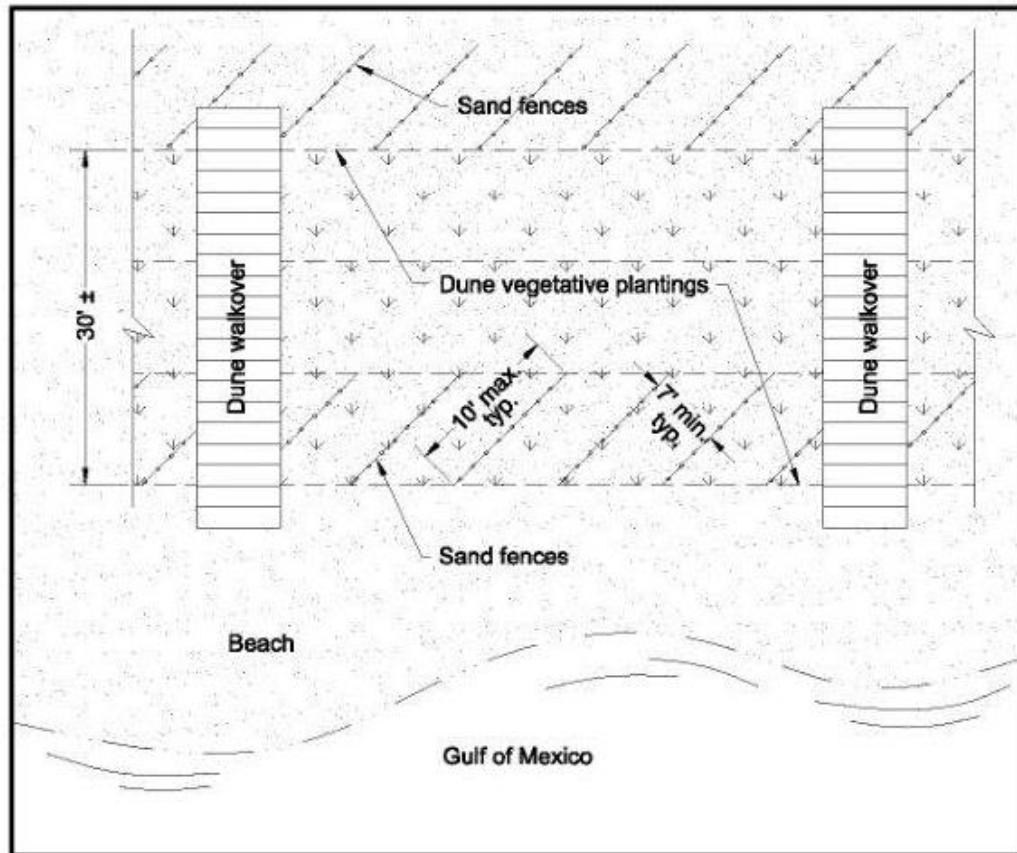 Sand fences
Dune vegetative plantings
30' ±
Dune walkover
Dune walkover
10' max.
typ.
7' min.
typ.
Sand fences
Beach
Gulf of Mexico